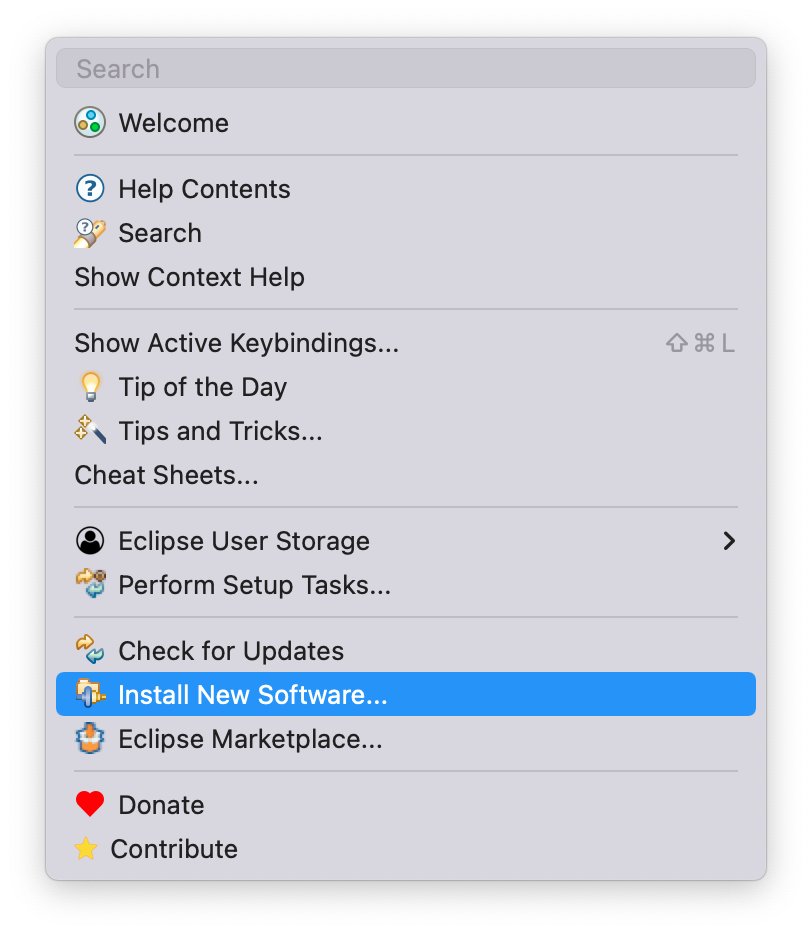 Search
Welcome
Help Contents
Search
Show Context Help
Show Active Keybindings... ⇧⌘L
Tip of the Day
Tips and Tricks...
Cheat Sheets...
Eclipse User Storage
Perform Setup Tasks...
Check for Updates
Install New Software...
Eclipse Marketplace...
Donate
Contribute